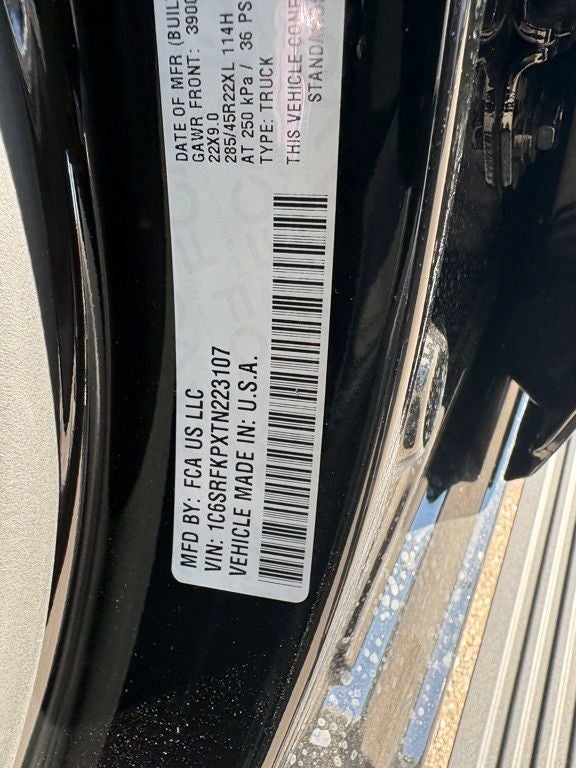 MFD BY: FCA US LLC
VIN: 1C6SRFKPXTN223107
VEHICLE MADE IN: U.S.A.
DATE OF MFR (BUIL
GAWR FRONT: 3900
22X9.0
285/45R22XL 114H
AT 250 kPa / 36 PS
TYPE: TRUCK
THIS VEHICLE CONF
STAND